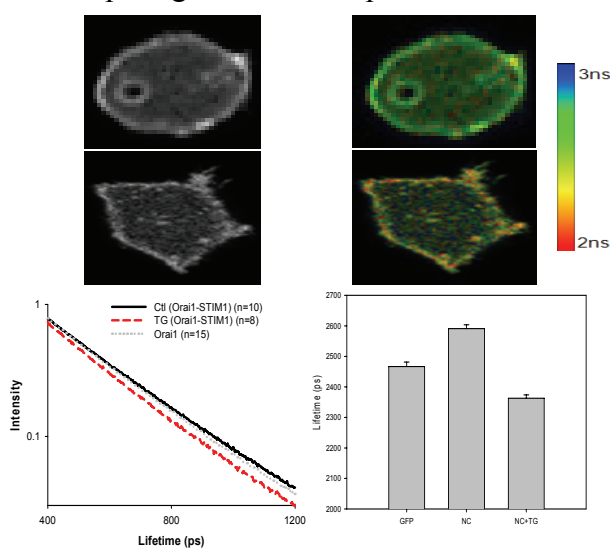 3ns
2ns
1
Ctl (Orai1-STIM1) (n=10)
TG (Orai1-STIM1) (n=8)
Orai1 (n=15)
Intensity
0.1
400
800
1200
Lifetime (ps)
2700
2600
2500
2400
2300
2200
2100
2000
Lifetime (ps)
GFP
NC
NC+TG